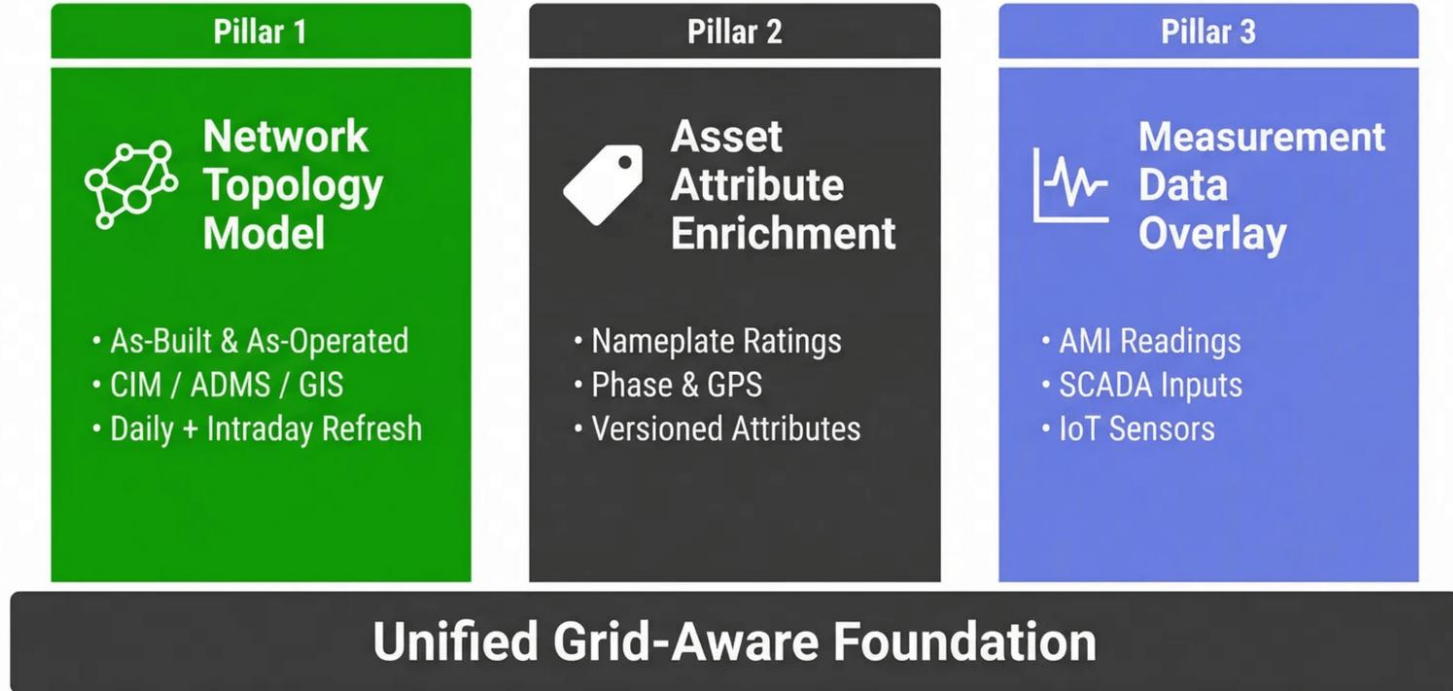 Pillar 1
Network
Topology
Model
• As-Built & As-Operated
• CIM / ADMS / GIS
• Daily + Intraday Refresh
Pillar 2
Asset
Attribute
Enrichment
• Nameplate Ratings
• Phase & GPS
• Versioned Attributes
Pillar 3
Measurement
Data
Overlay
• AMI Readings
• SCADA Inputs
• IoT Sensors
Unified Grid-Aware Foundation